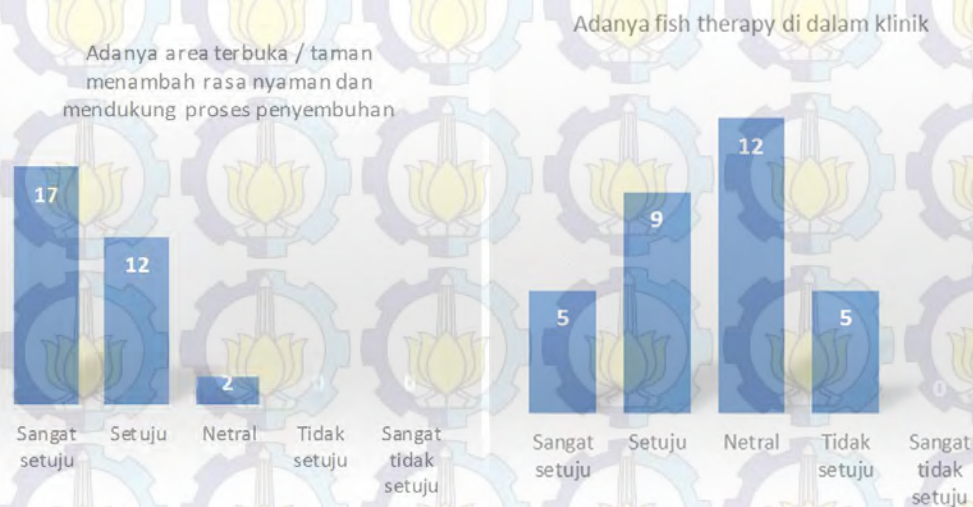 Adanya area terbuka / taman
menambah rasa nyaman dan
mendukung proses penyembuhan
17
12
2
0
0
Sangat setuju
Setuju
Netral
Tidak setuju
Sangat tidak setuju
Adanya fish therapy di dalam klinik
5
9
12
5
0
Sangat setuju
Setuju
Netral
Tidak setuju
Sangat tidak setuju